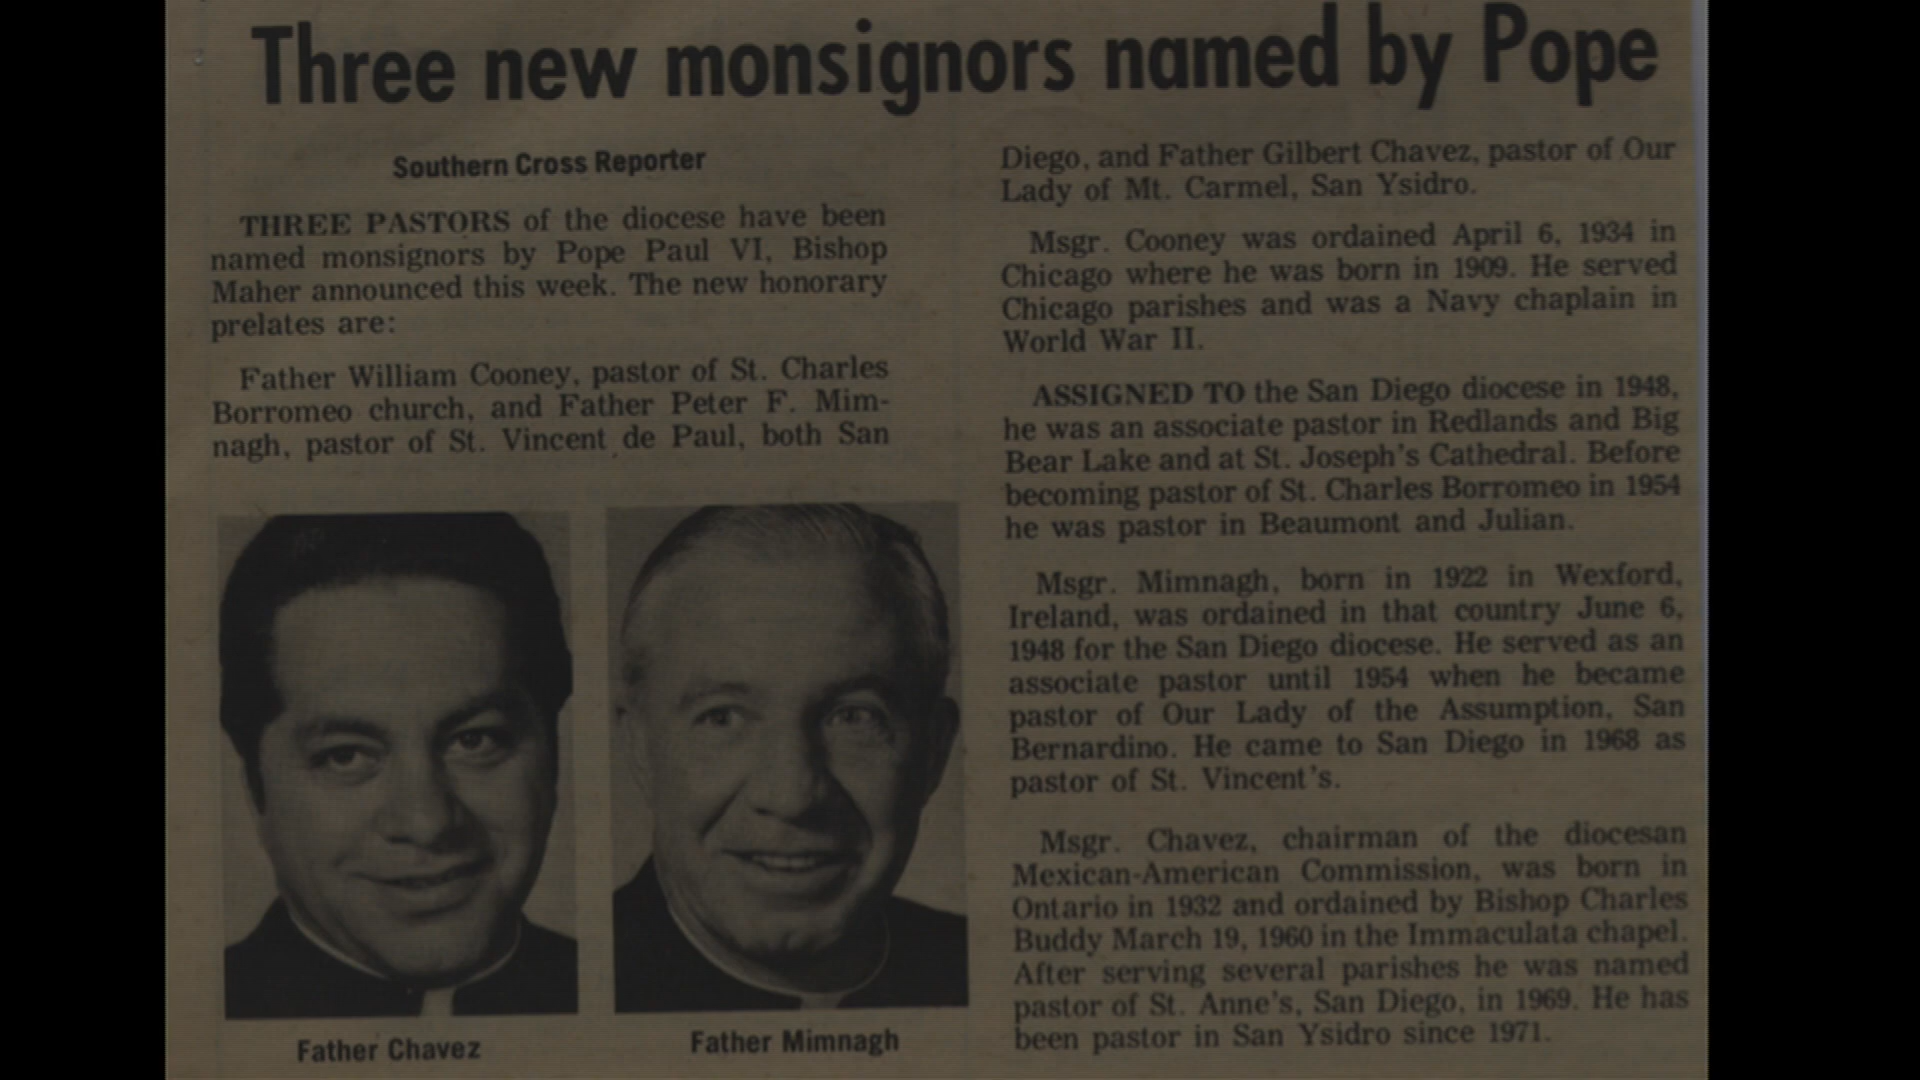 Three new monsignors named by Pope
Southern Cross Reporter
THREE PASTORS of the diocese have been
named monsignors by Pope Paul VI, Bishop
Maher announced this week. The new honorary
prelates are:
Father William Cooney, pastor of St. Charles
Borromeo church, and Father Peter F. Mim-
nagh, pastor of St. Vincent de Paul, both San
Father Chavez
Father Mimnagh
Diego, and Father Gilbert Chavez, pastor of Our
Lady of Mt. Carmel, San Ysidro.
Msgr. Cooney was ordained April 6, 1934 in
Chicago where he was born in 1909. He served
Chicago parishes and was a Navy chaplain in
World War II.
ASSIGNED TO the San Diego diocese in 1948,
he was an associate pastor in Redlands and Big
Bear Lake and at St. Joseph's Cathedral. Before
becoming pastor of St. Charles Borromeo in 1954
he was pastor in Beaumont and Julian.
Msgr. Mimnagh, born in 1922 in Wexford,
Ireland, was ordained in that country June 6,
1948 for the San Diego diocese. He served as an
associate pastor until 1954 when he became
pastor of Our Lady of the Assumption, San
Bernardino. He came to San Diego in 1968 as
pastor of St. Vincent's.
Msgr. Chavez, chairman of the diocesan
Mexican-American Commission, was born in
Ontario in 1932 and ordained by Bishop Charles
Buddy March 19, 1960 in the Immaculata chapel.
After serving several parishes he was named
pastor of St. Anne's, San Diego, in 1969. He has
been pastor in San Ysidro since 1971.